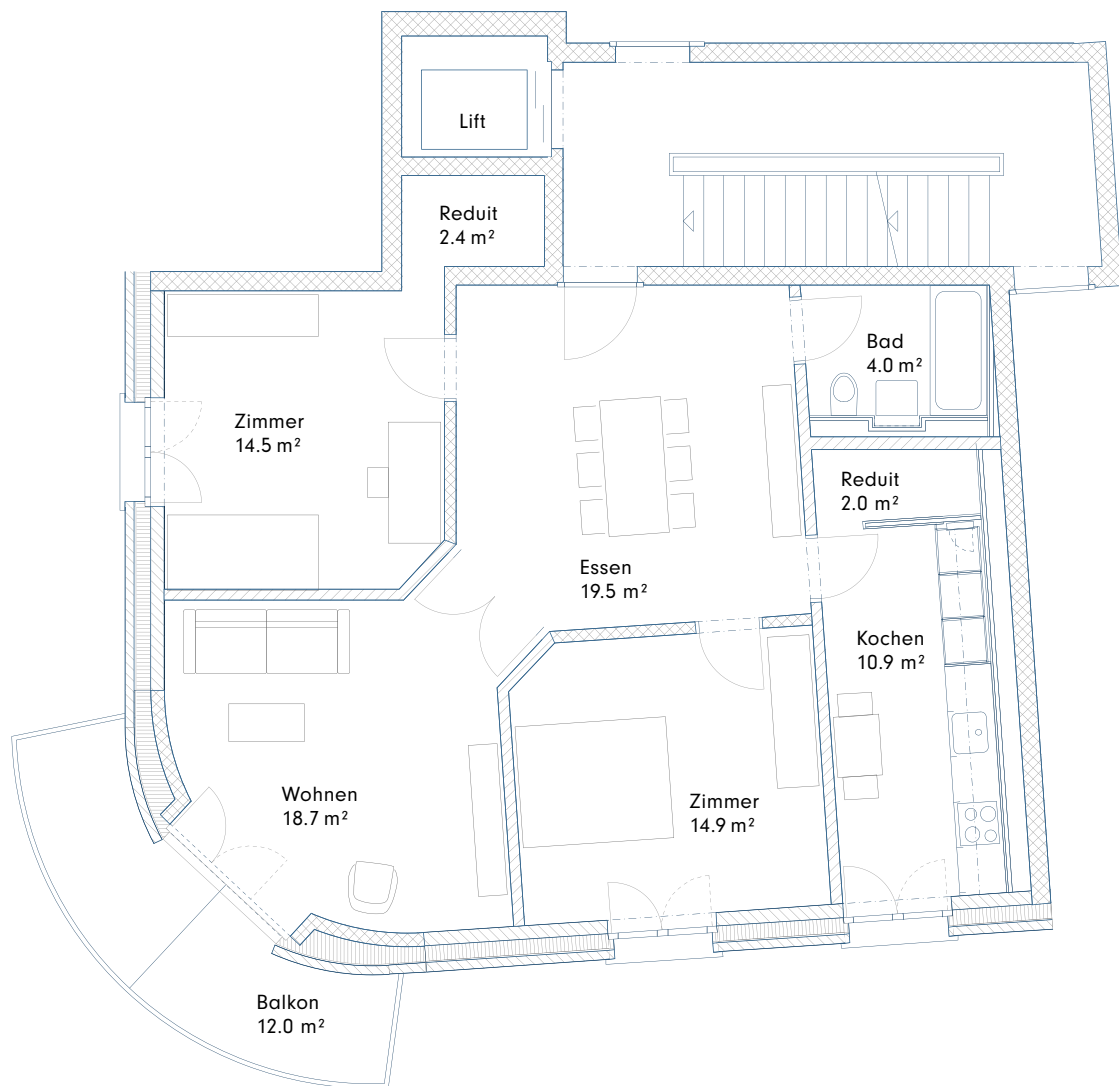 Lift
Reduit
2.4 m²
Bad
4.0 m²
Zimmer
14.5 m²
Reduit
2.0 m²
Essen
19.5 m²
Kochen
10.9 m²
Wohnen
18.7 m²
Zimmer
14.9 m²
Balkon
12.0 m²